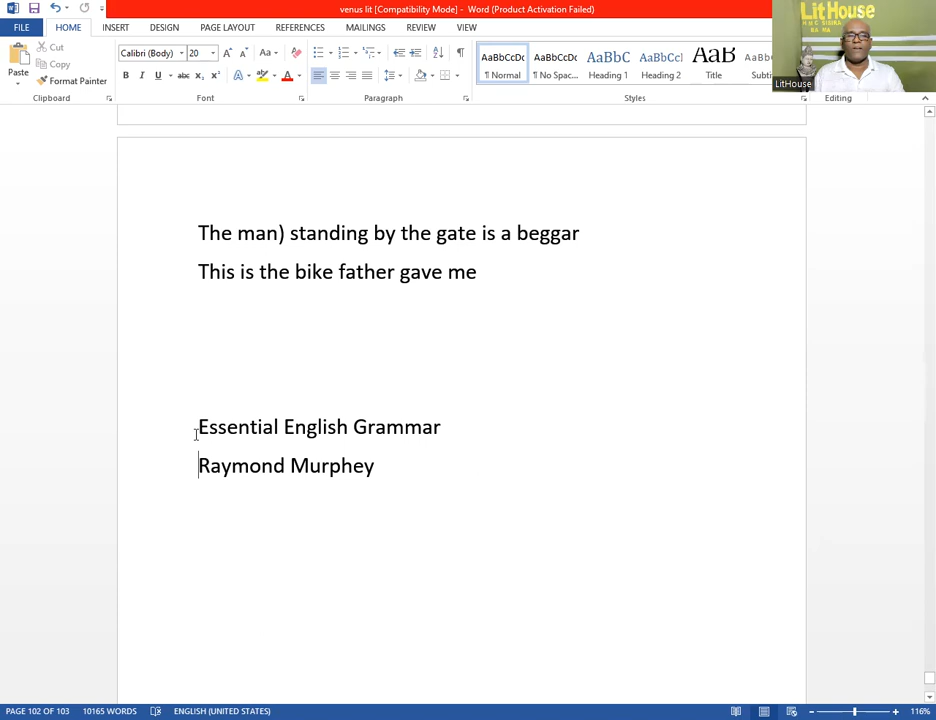 venus lit [Compatibility Mode] - Word (Product Activation Failed)
FILE HOME INSERT DESIGN PAGE LAYOUT REFERENCES MAILINGS REVIEW VIEW
Paste
Cut
Copy
Format Painter
Calibri (Body) 20
AaBbCcDc AaBbCcDc AaBbC AaBbCcI AaB AaBbC
¶ Normal ¶ No Spac... Heading 1 Heading 2 Title Subti
Clipboard Font Paragraph Styles Editing
LitHouse
LitHouse
The man) standing by the gate is a beggar
This is the bike father gave me
Essential English Grammar
Raymond Murphey
PAGE 102 OF 103 10165 WORDS ENGLISH (UNITED STATES) 116%